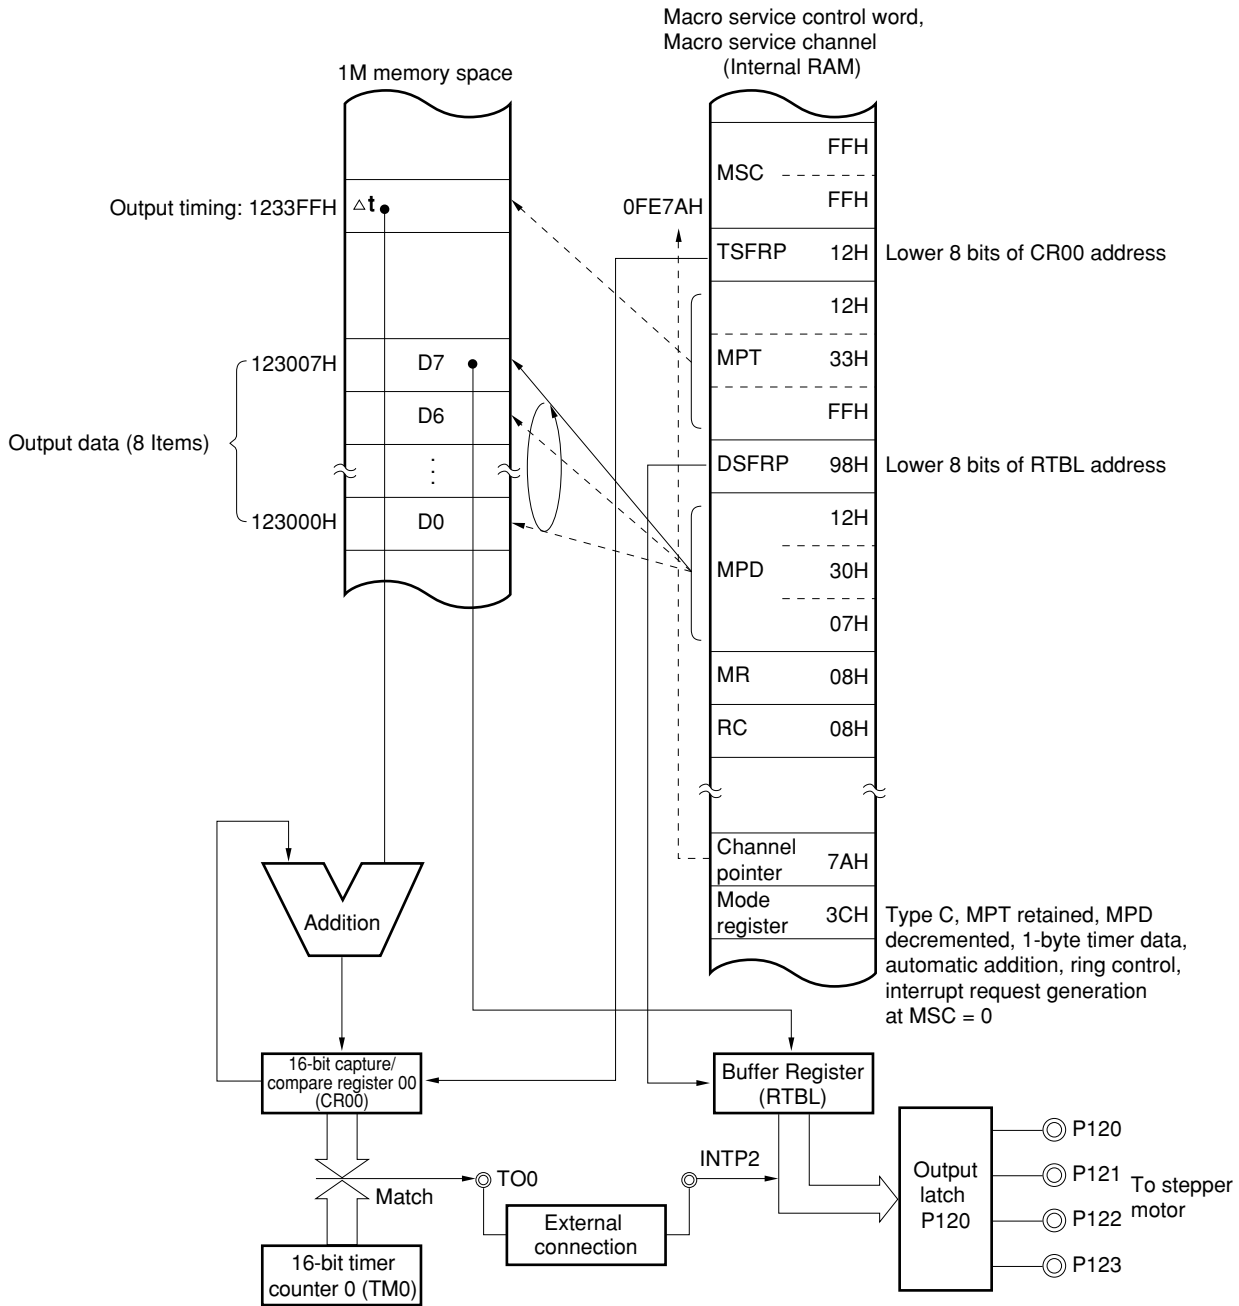 Macro service control word,
Macro service channel
(Internal RAM)
1M memory space
MSC
FFH
FFH
Output timing: 1233FFH
△t
0FE7AH
TSFRP 12H
Lower 8 bits of CR00 address
MPT
12H
33H
FFH
123007H
D7
D6
⋮
Output data (8 Items)
123000H
D0
DSFRP 98H
Lower 8 bits of RTBL address
MPD
12H
30H
07H
MR 08H
RC 08H
Channel
pointer
7AH
Mode
register
3CH
Type C, MPT retained, MPD
decremented, 1-byte timer data,
automatic addition, ring control,
interrupt request generation
at MSC = 0
Addition
16-bit capture/
compare register 00
(CR00)
Buffer Register
(RTBL)
Match
TO0
INTP2
External
connection
16-bit timer
counter 0 (TM0)
Output
latch
P120
P120
P121
P122
P123
To stepper
motor